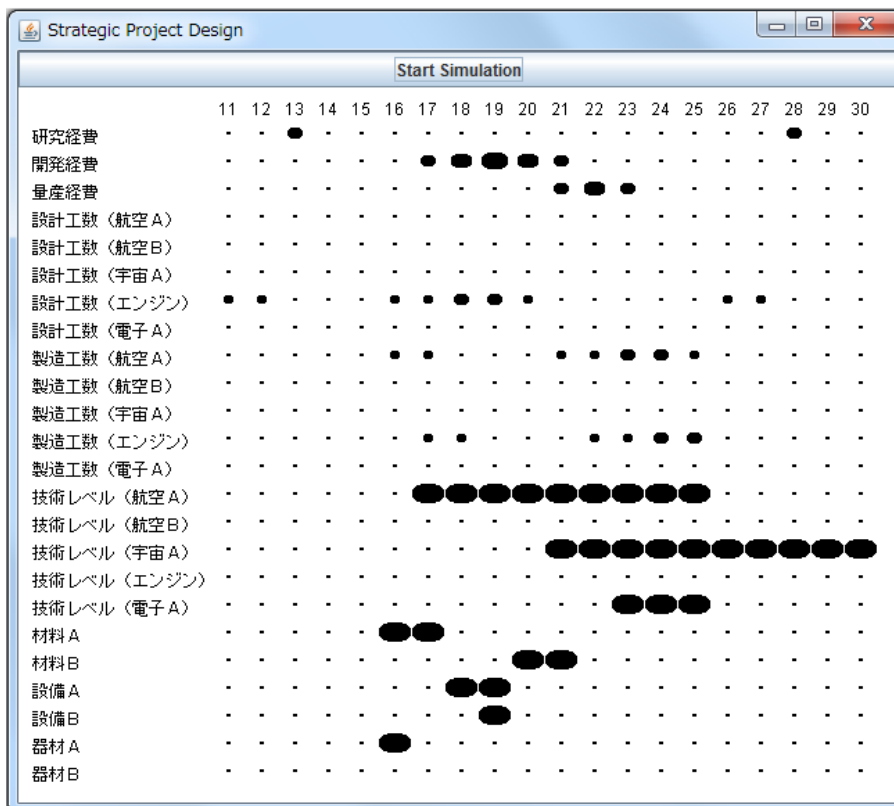 Strategic Project Design
Start Simulation
11 12 13 14 15 16 17 18 19 20 21 22 23 24 25 26 27 28 29 30
研究経費
開発経費
量産経費
設計工数（航空A）
設計工数（航空B）
設計工数（宇宙A）
設計工数（エンジン）
設計工数（電子A）
製造工数（航空A）
製造工数（航空B）
製造工数（宇宙A）
製造工数（エンジン）
製造工数（電子A）
技術レベル（航空A）
技術レベル（航空B）
技術レベル（宇宙A）
技術レベル（エンジン）
技術レベル（電子A）
材料A
材料B
設備A
設備B
器材A
器材B